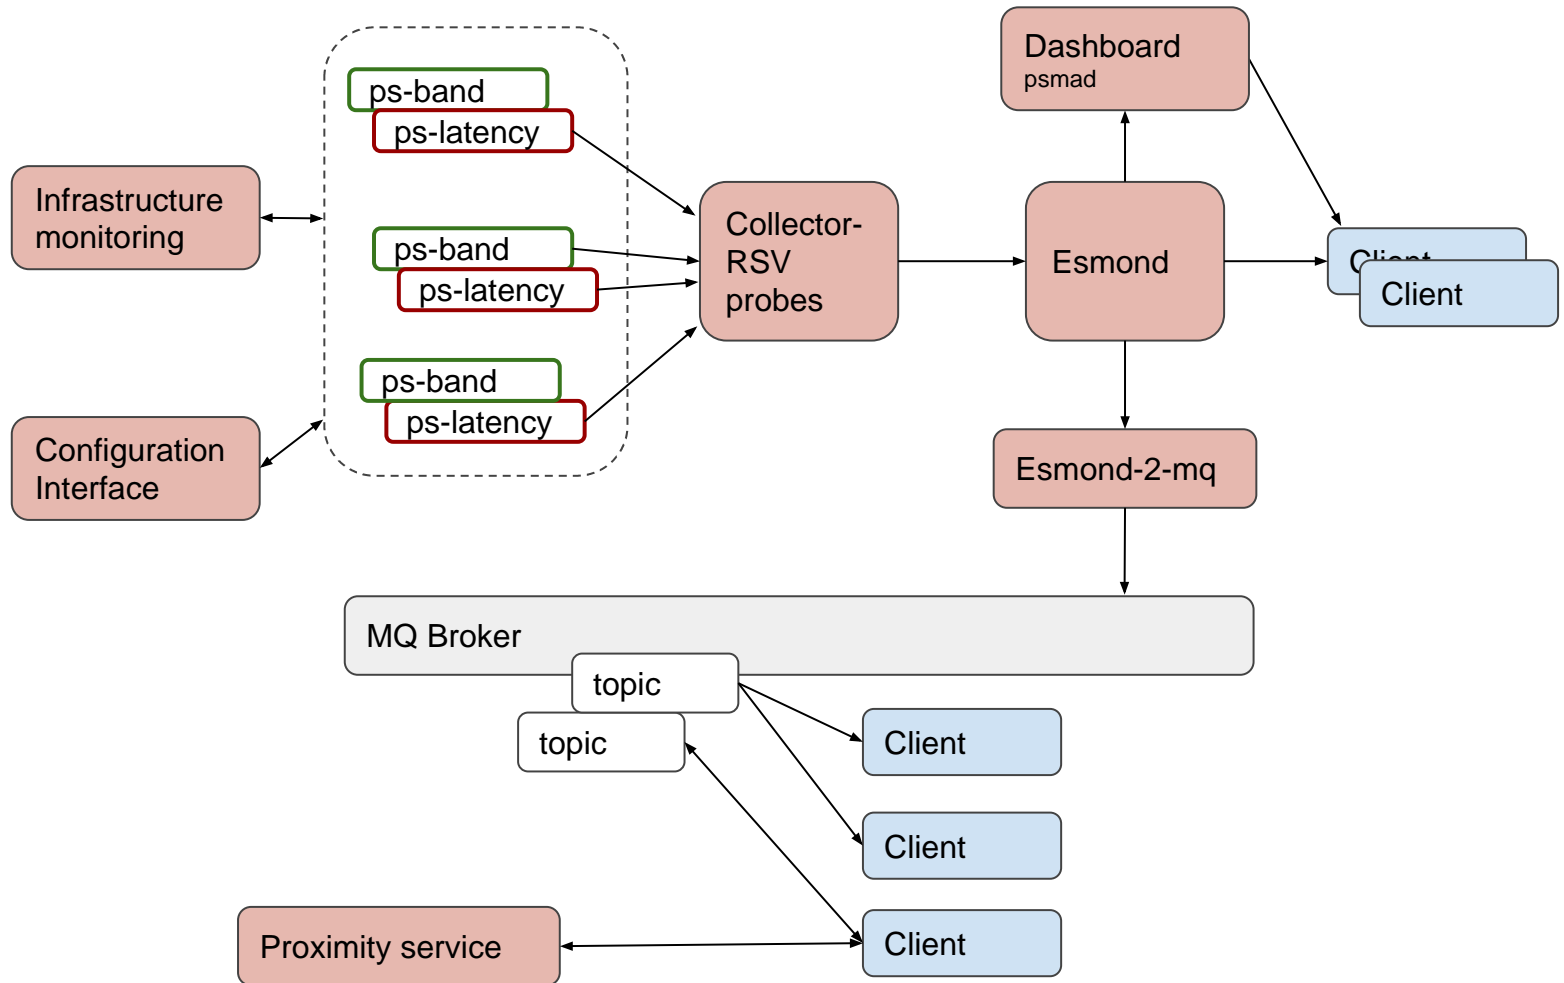 Dashboard
psmad
ps-band
ps-latency
Infrastructure
monitoring
ps-band
ps-latency
Collector-
RSV
probes
Esmond
Client
Client
ps-band
ps-latency
Configuration
Interface
Esmond-2-mq
MQ Broker
topic
topic
Client
Client
Proximity service
Client